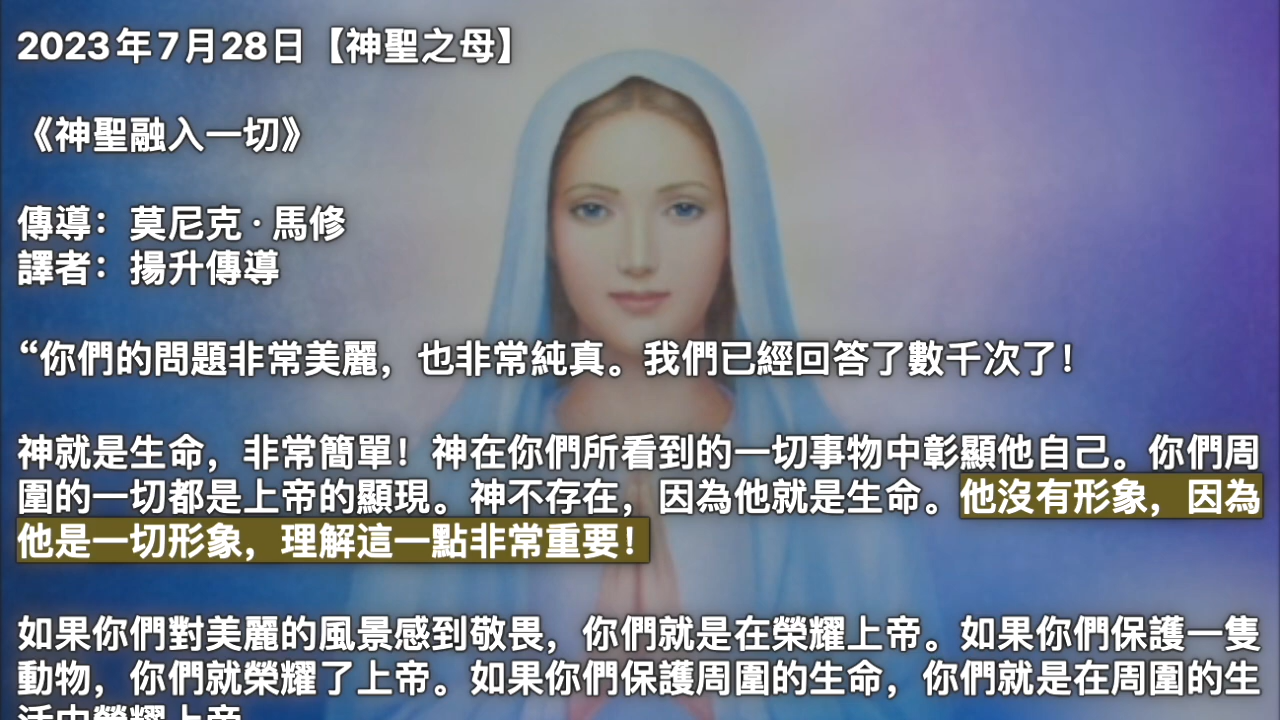 2023年7月28日【神聖之母】
《神聖融入一切》
傳導：莫尼克·馬修
譯者：揚升傳導
“你們的問題非常美麗，也非常純真。我們已經回答了數千次了！
神就是生命，非常簡單！神在你們所看到的一切事物中彰顯他自己。你們周
圍的一切都是上帝的顯現。神不存在，因為他就是生命。他沒有形象，因為
他是一切形象，理解這一點非常重要！
如果你們對美麗的風景感到敬畏，你們就是在榮耀上帝。如果你們保護一隻
動物，你們就榮耀了上帝。如果你們保護周圍的生命，你們就是在周圍的生
活中榮耀上帝